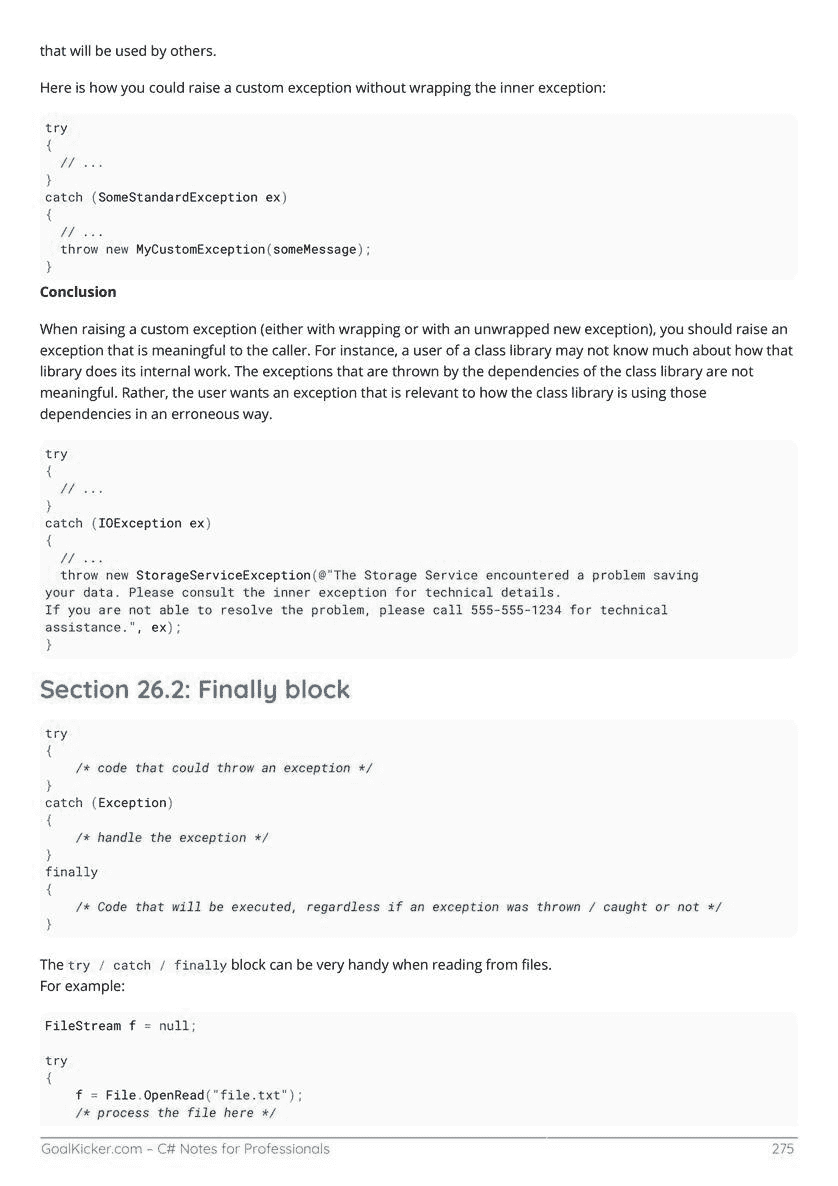 that will be used by others.
Here is how you could raise a custom exception without wrapping the inner exception:
try
{
  // ...
}
catch (SomeStandardException ex)
{
  // ...
  throw new MyCustomException(someMessage);
}
Conclusion
When raising a custom exception (either with wrapping or with an unwrapped new exception), you should raise an
exception that is meaningful to the caller. For instance, a user of a class library may not know much about how that
library does its internal work. The exceptions that are thrown by the dependencies of the class library are not
meaningful. Rather, the user wants an exception that is relevant to how the class library is using those
dependencies in an erroneous way.
try
{
  // ...
}
catch (IOException ex)
{
  // ...
  throw new StorageServiceException(@"The Storage Service encountered a problem saving
your data. Please consult the inner exception for technical details.
If you are not able to resolve the problem, please call 555-555-1234 for technical
assistance.", ex);
}
Section 26.2: Finally block
try
{
    /* code that could throw an exception */
}
catch (Exception)
{
    /* handle the exception */
}
finally
{
    /* Code that will be executed, regardless if an exception was thrown / caught or not */
}
The try / catch / finally block can be very handy when reading from files.
For example:
FileStream f = null;
try
{
    f = File.OpenRead("file.txt");
    /* process the file here */
GoalKicker.com – C# Notes for Professionals 275